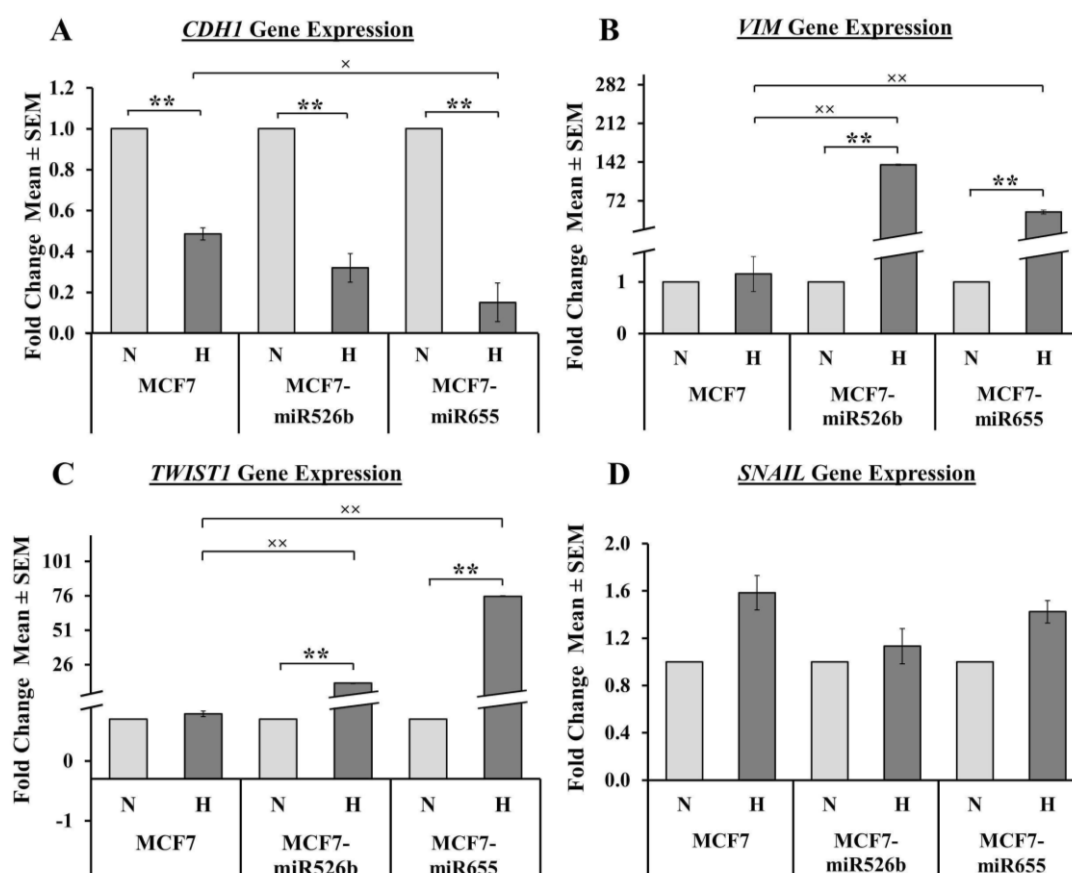 A
CDH1 Gene Expression
Fold Change Mean ± SEM
1.2
1.0
0.8
0.6
0.4
0.2
0.0
×
** ** **
N H N H N H
MCF7 MCF7-miR526b MCF7-miR655
B
VIM Gene Expression
Fold Change Mean ± SEM
282
212
142
72
1
0
××
××
**
**
N H N H N H
MCF7 MCF7-miR526b MCF7-miR655
C
TWIST1 Gene Expression
Fold Change Mean ± SEM
101
76
51
26
0
-1
××
××
**
**
N H N H N H
MCF7 MCF7-miR526b MCF7-miR655
D
SNAIL Gene Expression
Fold Change Mean ± SEM
2.0
1.6
1.2
0.8
0.4
0.0
N H N H N H
MCF7 MCF7-miR526b MCF7-miR655